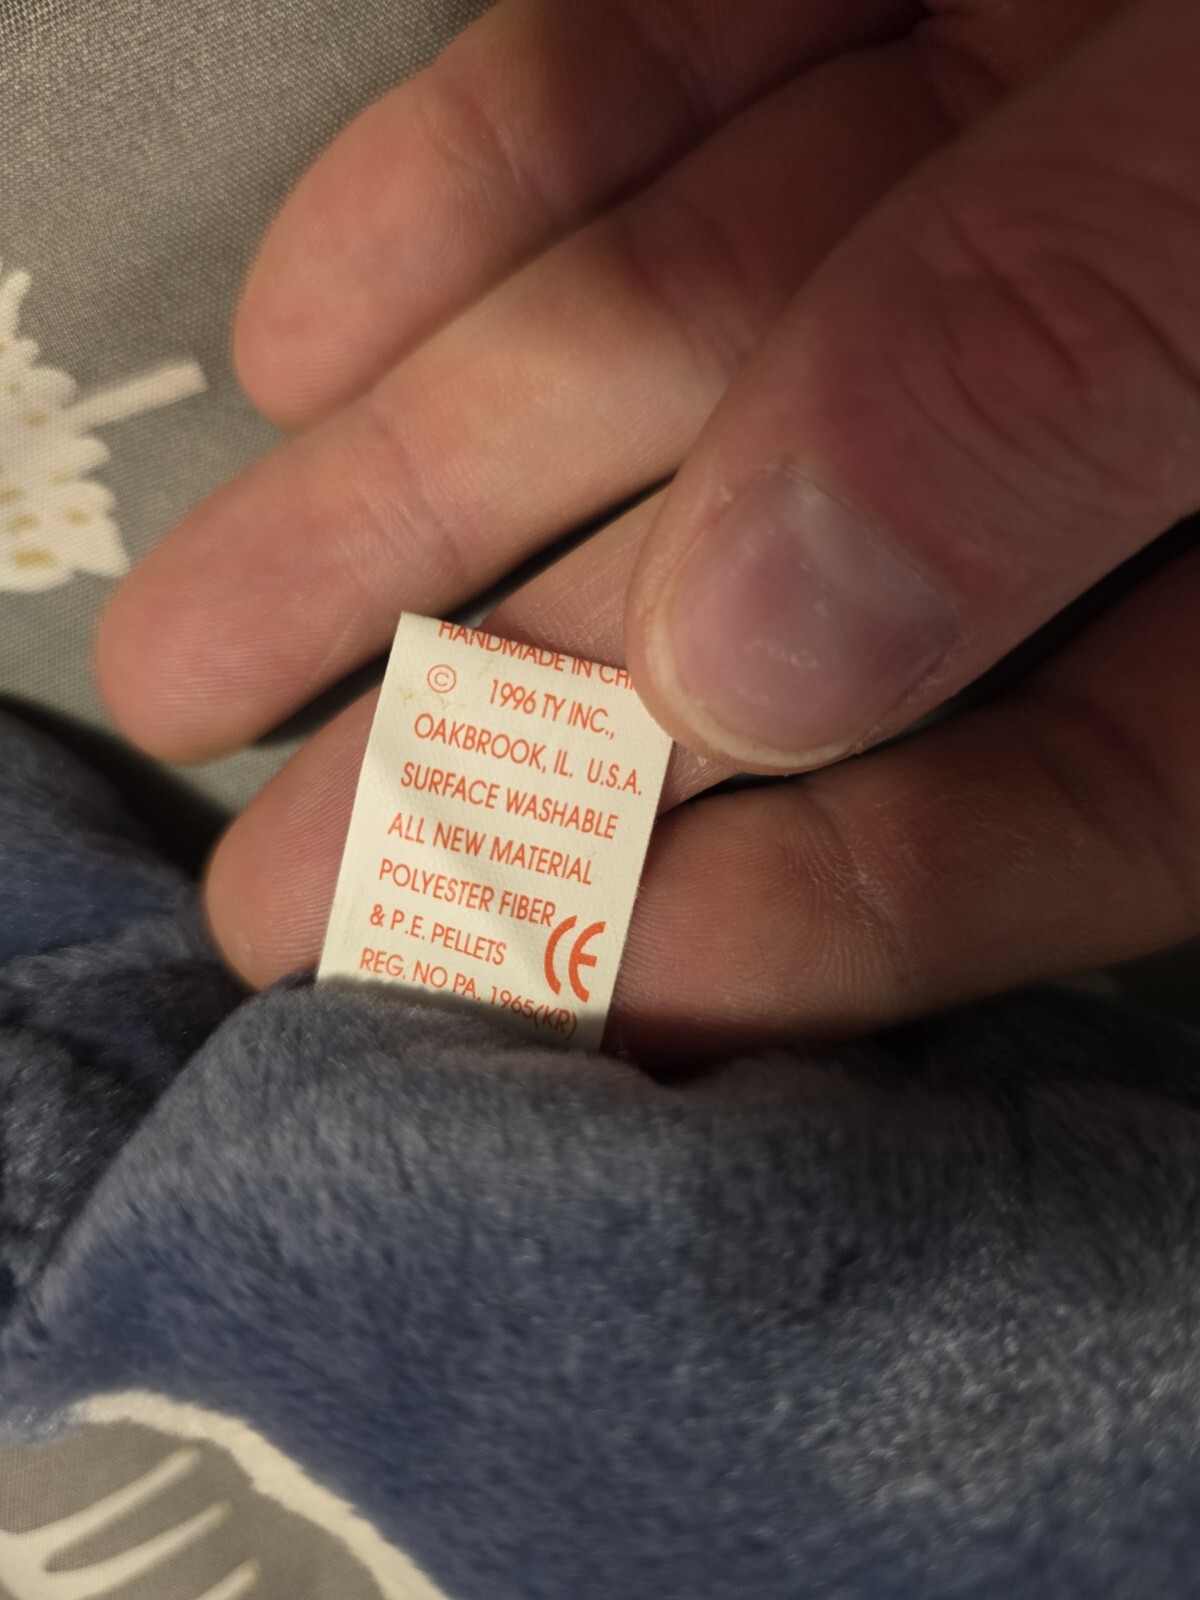 HANDMADE IN
© 1996 TY INC.,
OAKBROOK, IL. U.S.A.
SURFACE WASHABLE
ALL NEW MATERIAL
POLYESTER FIBER
& P.E. PELLETS CE
REG. NO PA. 1965(KR)